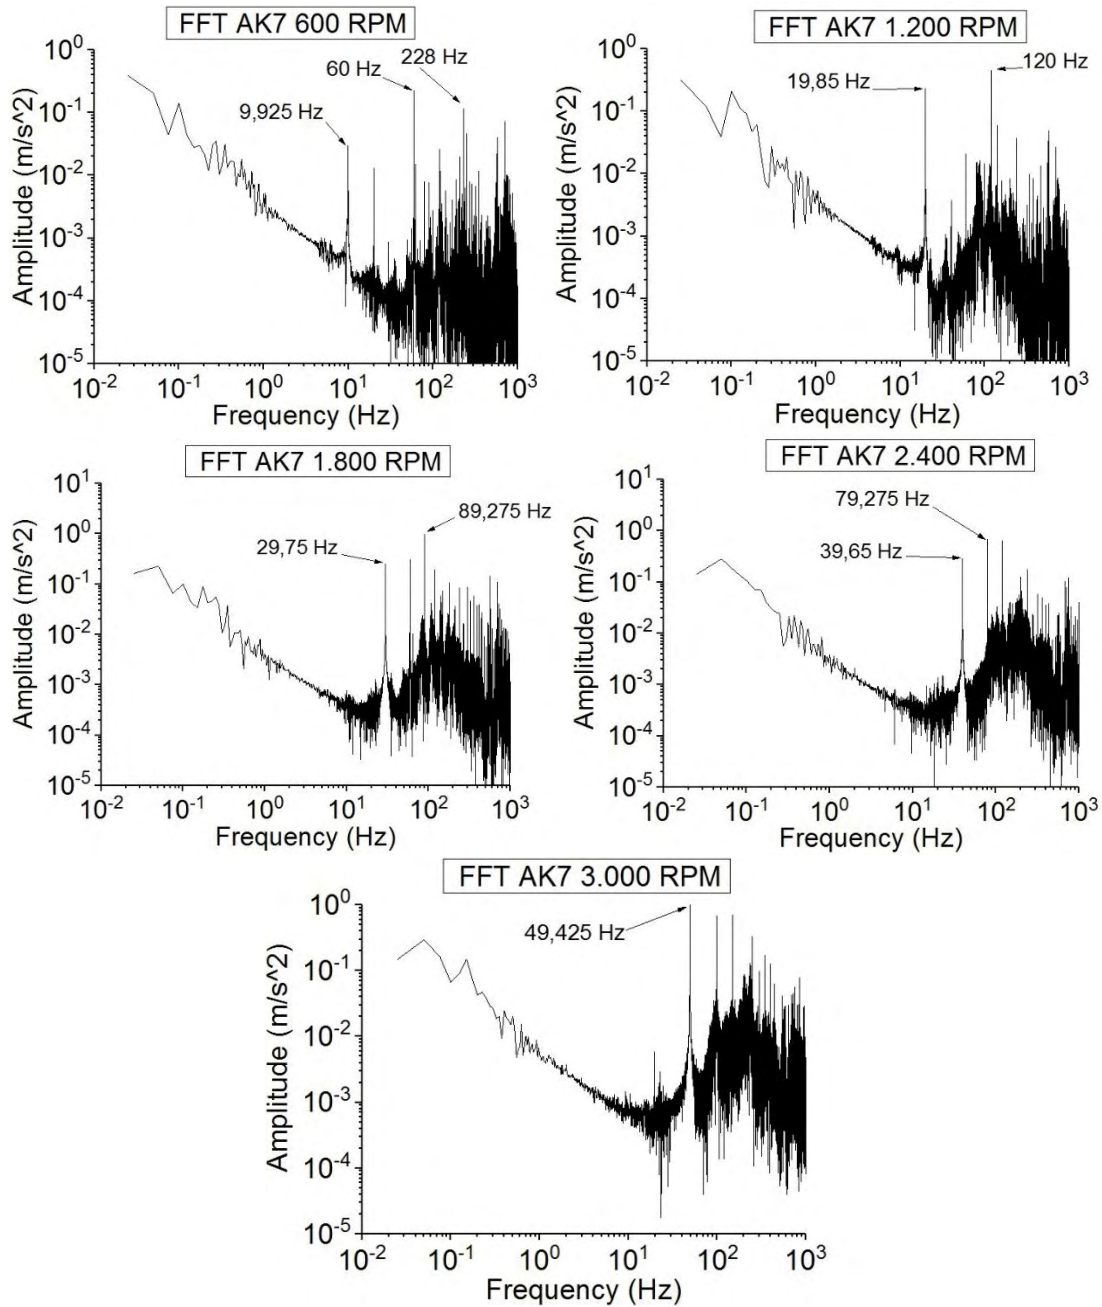 FFT AK7 600 RPM
10^0
10^-1
10^-2
10^-3
10^-4
10^-5
Amplitude (m/s^2)
9,925 Hz
60 Hz
228 Hz
10^-2 10^-1 10^0 10^1 10^2 10^3
Frequency (Hz)
FFT AK7 1.200 RPM
10^0
10^-1
10^-2
10^-3
10^-4
10^-5
Amplitude (m/s^2)
19,85 Hz
120 Hz
10^-2 10^-1 10^0 10^1 10^2 10^3
Frequency (Hz)
FFT AK7 1.800 RPM
10^1
10^0
10^-1
10^-2
10^-3
10^-4
10^-5
Amplitude (m/s^2)
29,75 Hz
89,275 Hz
10^-2 10^-1 10^0 10^1 10^2 10^3
Frequency (Hz)
FFT AK7 2.400 RPM
10^1
10^0
10^-1
10^-2
10^-3
10^-4
10^-5
Amplitude (m/s^2)
79,275 Hz
39,65 Hz
10^-2 10^-1 10^0 10^1 10^2 10^3
Frequency (Hz)
FFT AK7 3.000 RPM
10^0
10^-1
10^-2
10^-3
10^-4
10^-5
Amplitude (m/s^2)
49,425 Hz
10^-2 10^-1 10^0 10^1 10^2 10^3
Frequency (Hz)